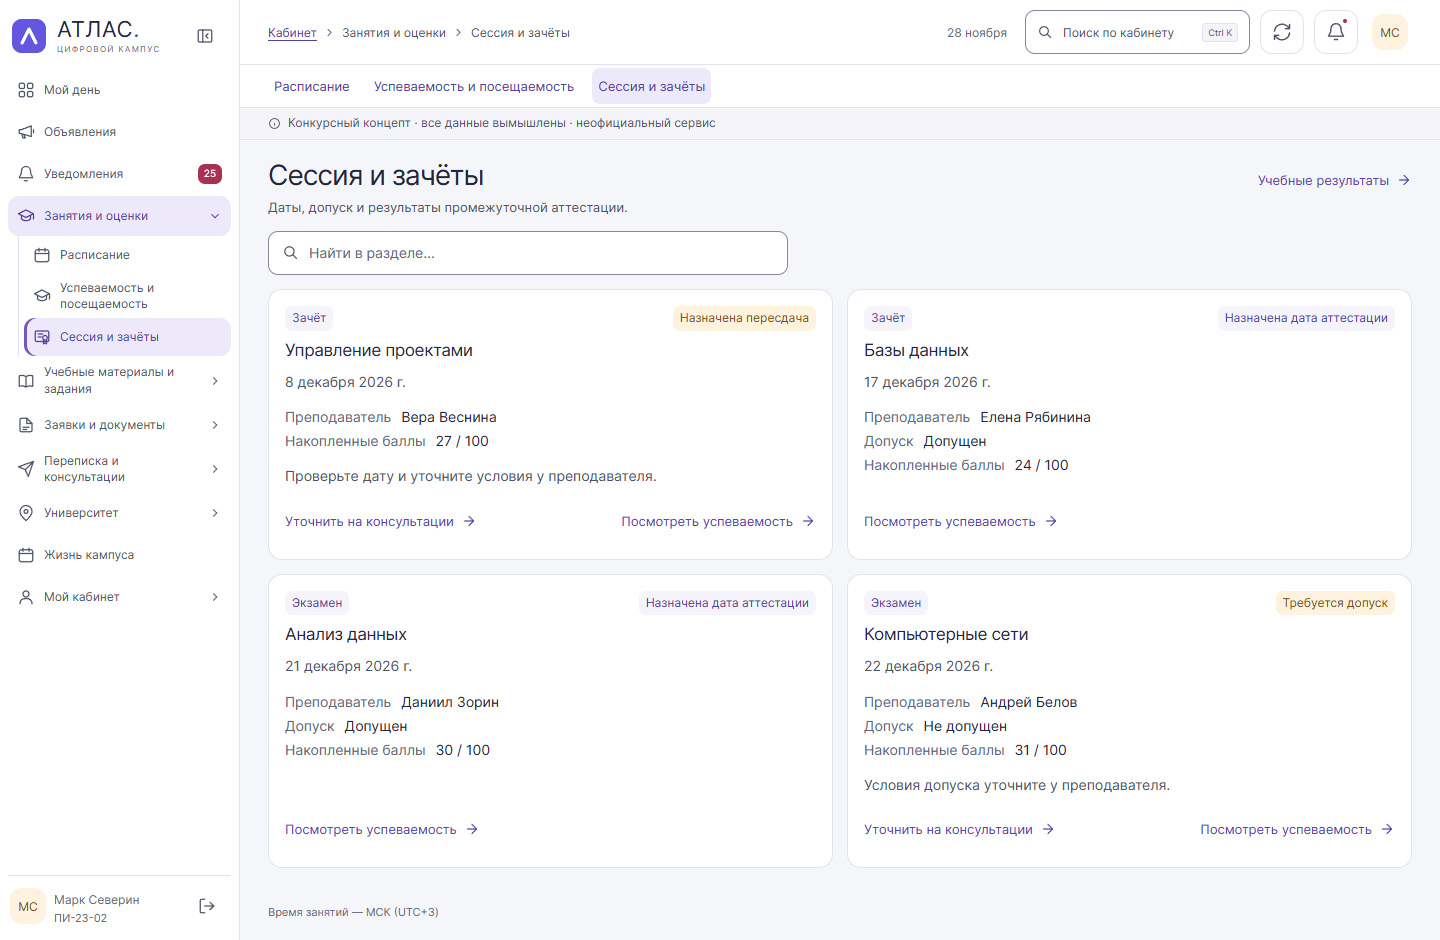 АТЛАС.
ЦИФРОВОЙ КАМПУС
Мой день
Объявления
Уведомления 25
Занятия и оценки
Расписание
Успеваемость и
посещаемость
Сессия и зачёты
Учебные материалы и
задания
Заявки и документы
Переписка и
консультации
Университет
Жизнь кампуса
Мой кабинет
МС Марк Северин
ПИ-23-02
Кабинет > Занятия и оценки > Сессия и зачёты
28 ноября
Поиск по кабинету Ctrl K
МС
Расписание Успеваемость и посещаемость Сессия и зачёты
Конкурсный концепт · все данные вымышлены · неофициальный сервис
Сессия и зачёты
Учебные результаты →
Даты, допуск и результаты промежуточной аттестации.
Найти в разделе...
Зачёт Назначена пересдача
Управление проектами
8 декабря 2026 г.
Преподаватель Вера Веснина
Накопленные баллы 27 / 100
Проверьте дату и уточните условия у преподавателя.
Уточнить на консультации → Посмотреть успеваемость →
Зачёт Назначена дата аттестации
Базы данных
17 декабря 2026 г.
Преподаватель Елена Рябинина
Допуск Допущен
Накопленные баллы 24 / 100
Посмотреть успеваемость →
Экзамен Назначена дата аттестации
Анализ данных
21 декабря 2026 г.
Преподаватель Даниил Зорин
Допуск Допущен
Накопленные баллы 30 / 100
Посмотреть успеваемость →
Экзамен Требуется допуск
Компьютерные сети
22 декабря 2026 г.
Преподаватель Андрей Белов
Допуск Не допущен
Накопленные баллы 31 / 100
Условия допуска уточните у преподавателя.
Уточнить на консультации → Посмотреть успеваемость →
Время занятий — МСК (UTC+3)